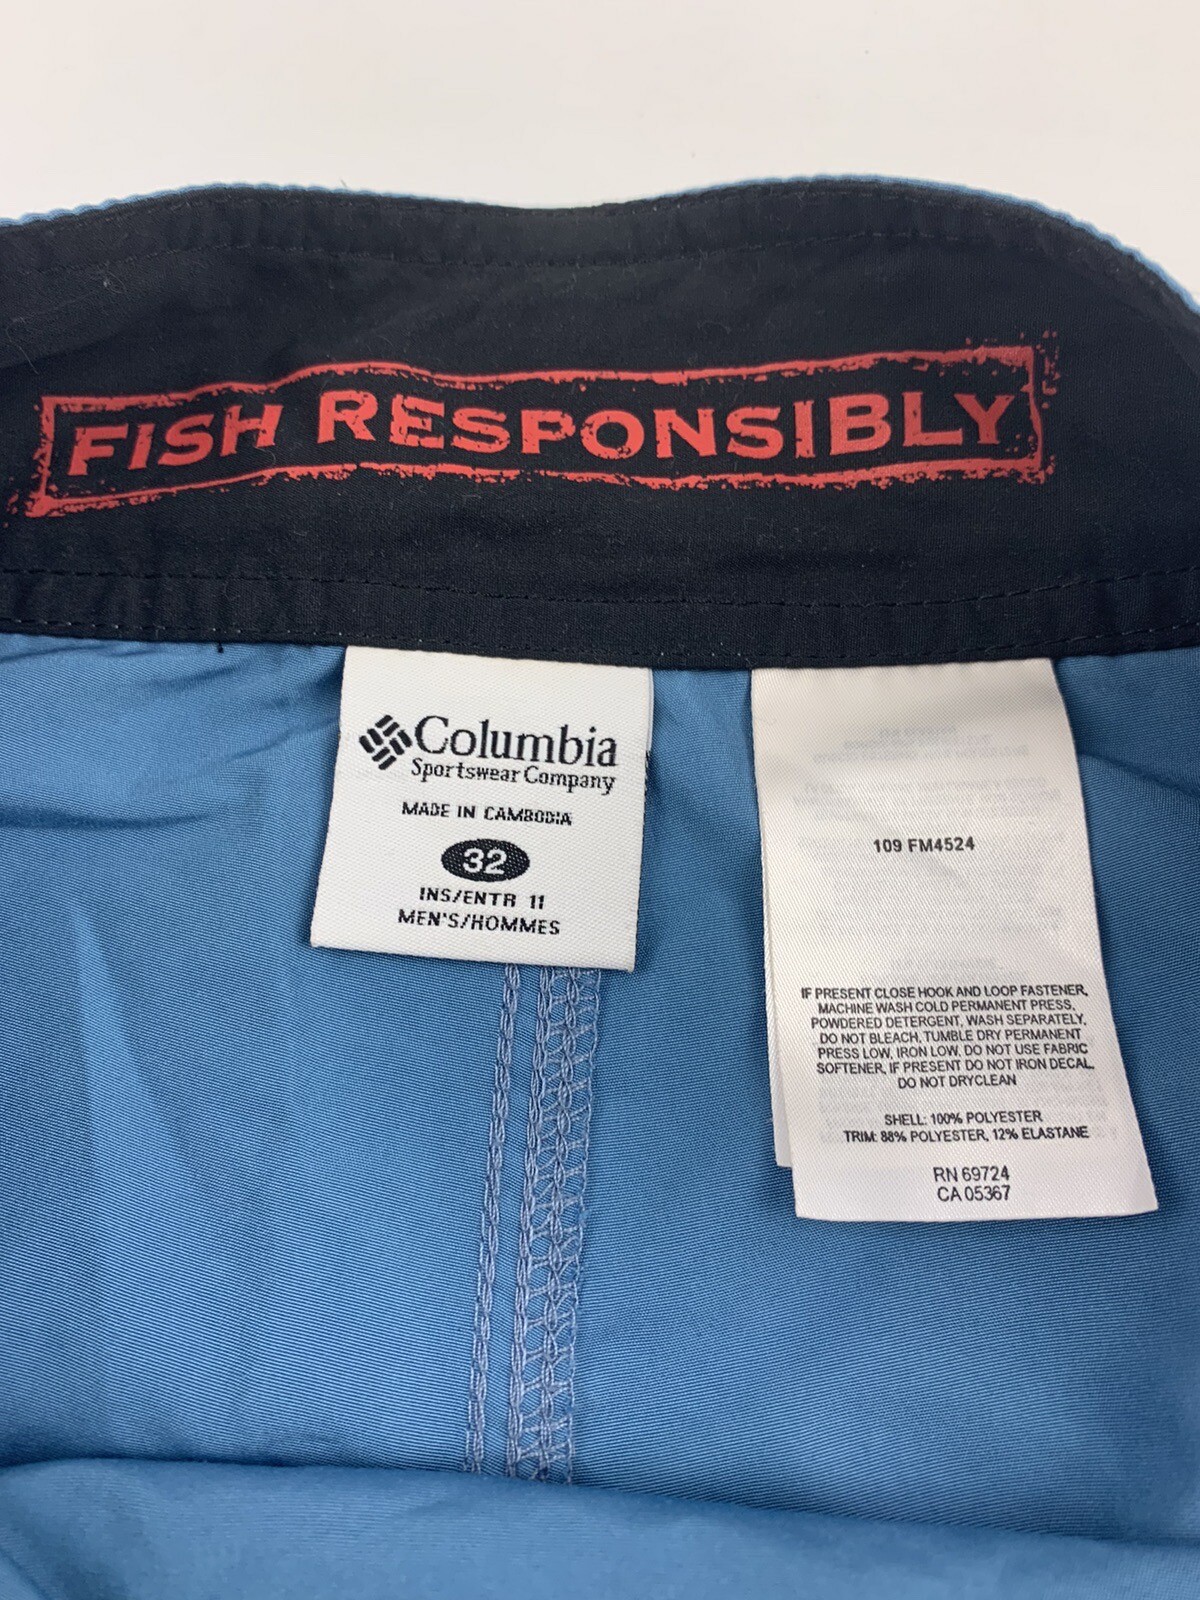 FISH RESPONSIBLY
Columbia
Sportswear Company
MADE IN CAMBODIA
32
INS/ENTR 11
MEN'S/HOMMES
109 FM4524
IF PRESENT CLOSE HOOK AND LOOP FASTENER,
MACHINE WASH COLD PERMANENT PRESS,
POWDERED DETERGENT, WASH SEPARATELY,
DO NOT BLEACH, TUMBLE DRY PERMANENT
PRESS LOW, IRON LOW, DO NOT USE FABRIC
SOFTENER, IF PRESENT DO NOT IRON DECAL,
DO NOT DRYCLEAN
SHELL: 100% POLYESTER
TRIM: 88% POLYESTER, 12% ELASTANE
RN 69724
CA 05367